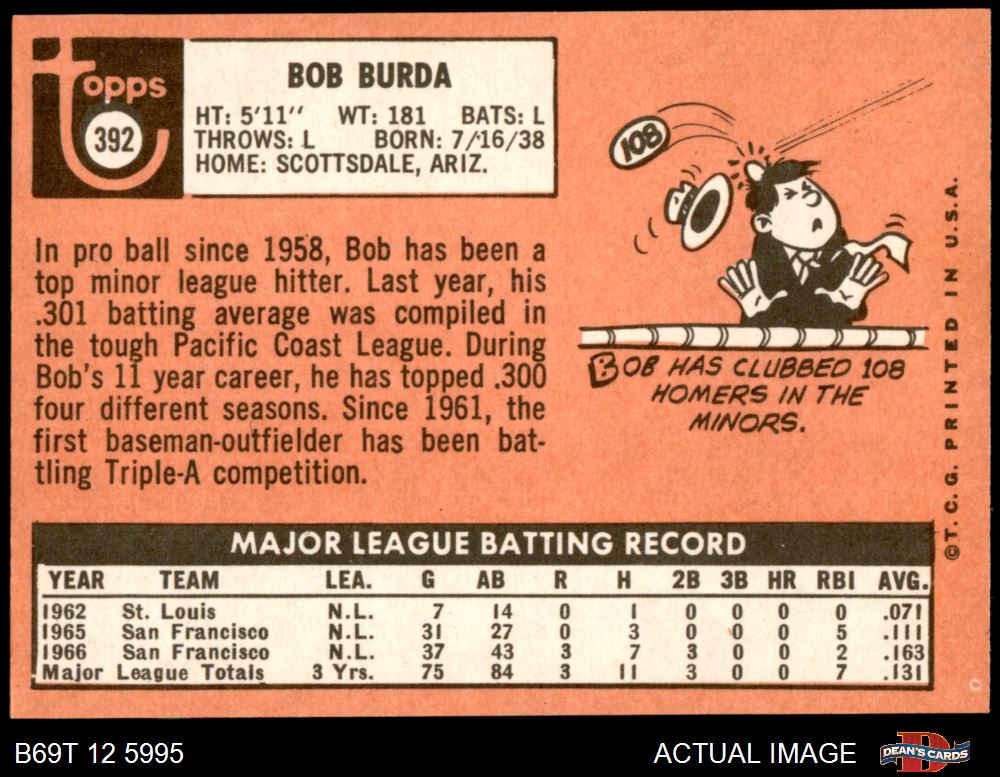 topps
392
BOB BURDA
HT: 5'11" WT: 181 BATS: L
THROWS: L BORN: 7/16/38
HOME: SCOTTSDALE, ARIZ.
In pro ball since 1958, Bob has been a
top minor league hitter. Last year, his
.301 batting average was compiled in
the tough Pacific Coast League. During
Bob's 11 year career, he has topped .300
four different seasons. Since 1961, the
first baseman-outfielder has been bat-
tling Triple-A competition.
108
BOB HAS CLUBBED 108
HOMERS IN THE
MINORS.
©T.C.G. PRINTED IN U.S.A.
MAJOR LEAGUE BATTING RECORD
YEAR TEAM LEA. G AB R H 2B 3B HR RBI AVG.
1962 St. Louis N.L. 7 14 0 1 0 0 0 0 .071
1965 San Francisco N.L. 31 27 0 3 0 0 0 5 .111
1966 San Francisco N.L. 37 43 3 7 3 0 0 2 .163
Major League Totals 3 Yrs. 75 84 3 11 3 0 0 7 .131
B69T 12 5995
ACTUAL IMAGE
D
DEAN'S CARDS